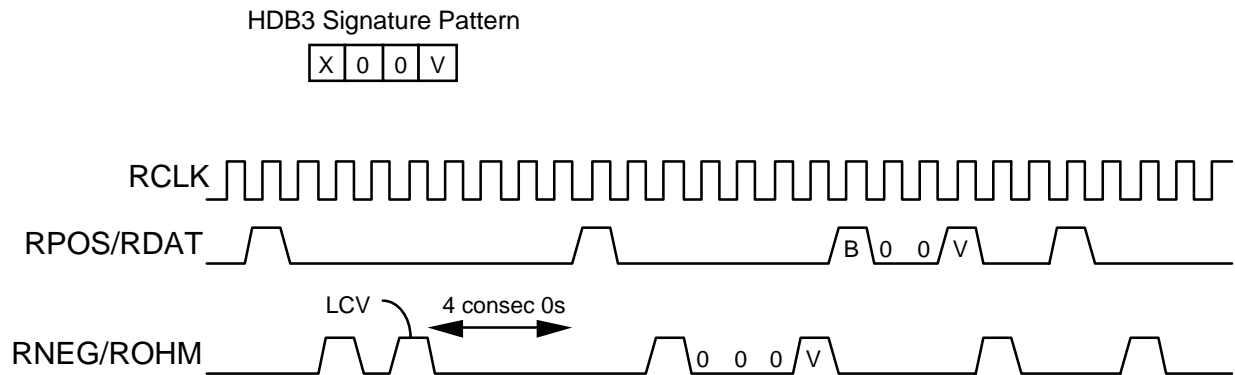 HDB3 Signature Pattern
X 0 0 V
RCLK
RPOS/RDAT
B 0 0 V
LCV
4 consec 0s
RNEG/ROHM
0 0 0 V